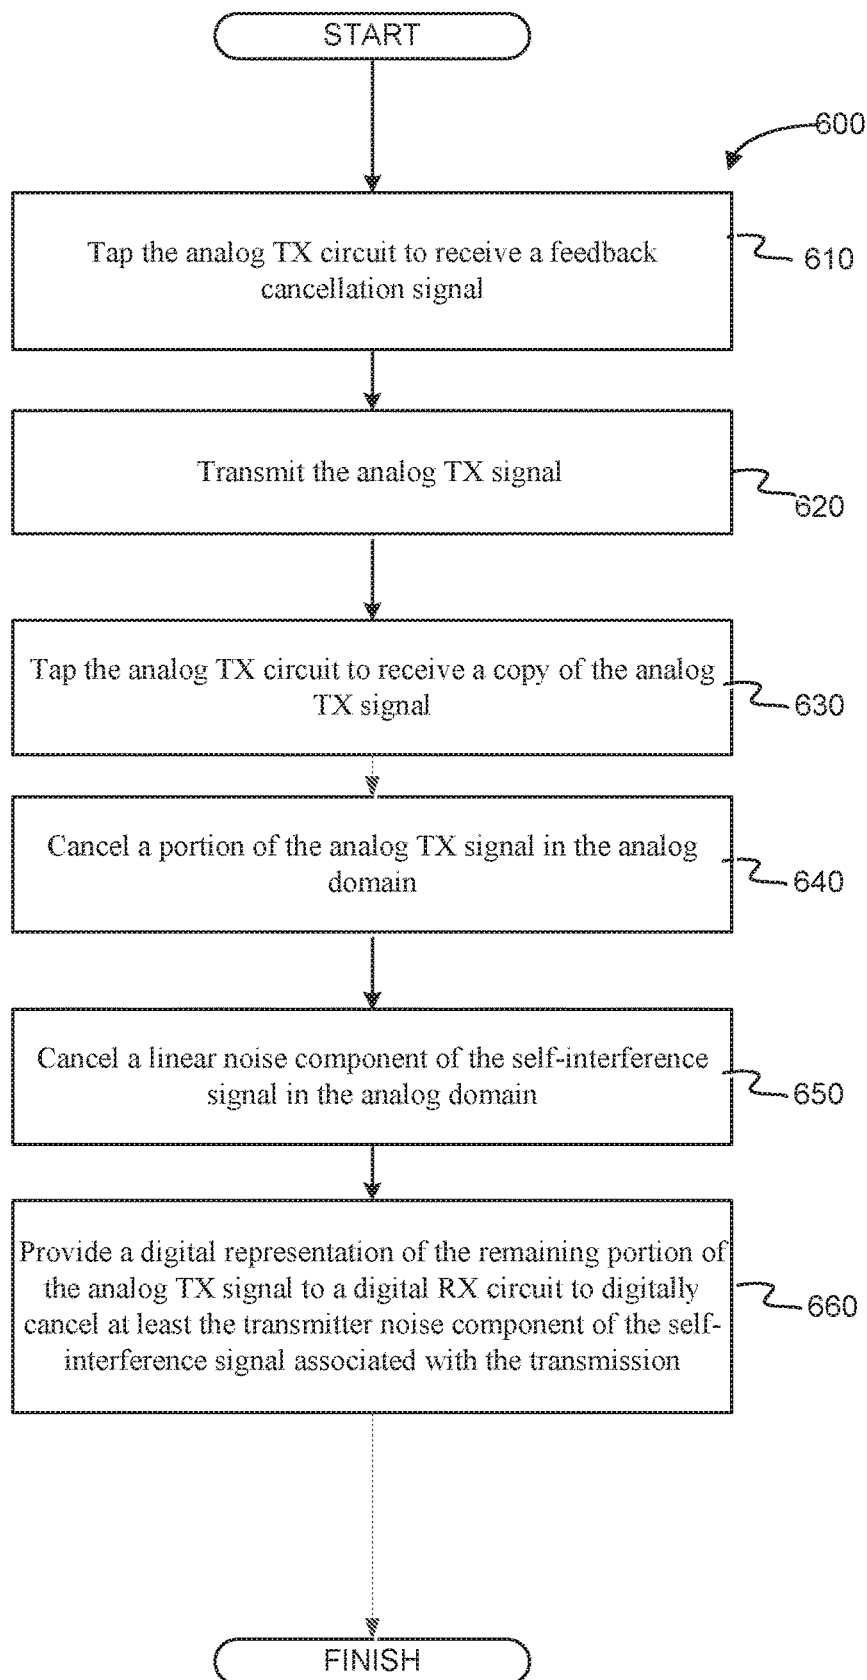 START
600
Tap the analog TX circuit to receive a feedback
cancellation signal
610
Transmit the analog TX signal
620
Tap the analog TX circuit to receive a copy of the analog
TX signal
630
Cancel a portion of the analog TX signal in the analog
domain
640
Cancel a linear noise component of the self-interference
signal in the analog domain
650
Provide a digital representation of the remaining portion of
the analog TX signal to a digital RX circuit to digitally
cancel at least the transmitter noise component of the self-
interference signal associated with the transmission
660
FINISH